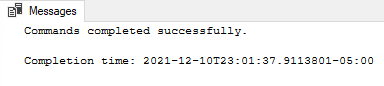 Messages
Commands completed successfully.
Completion time: 2021-12-10T23:01:37.9113801-05:00